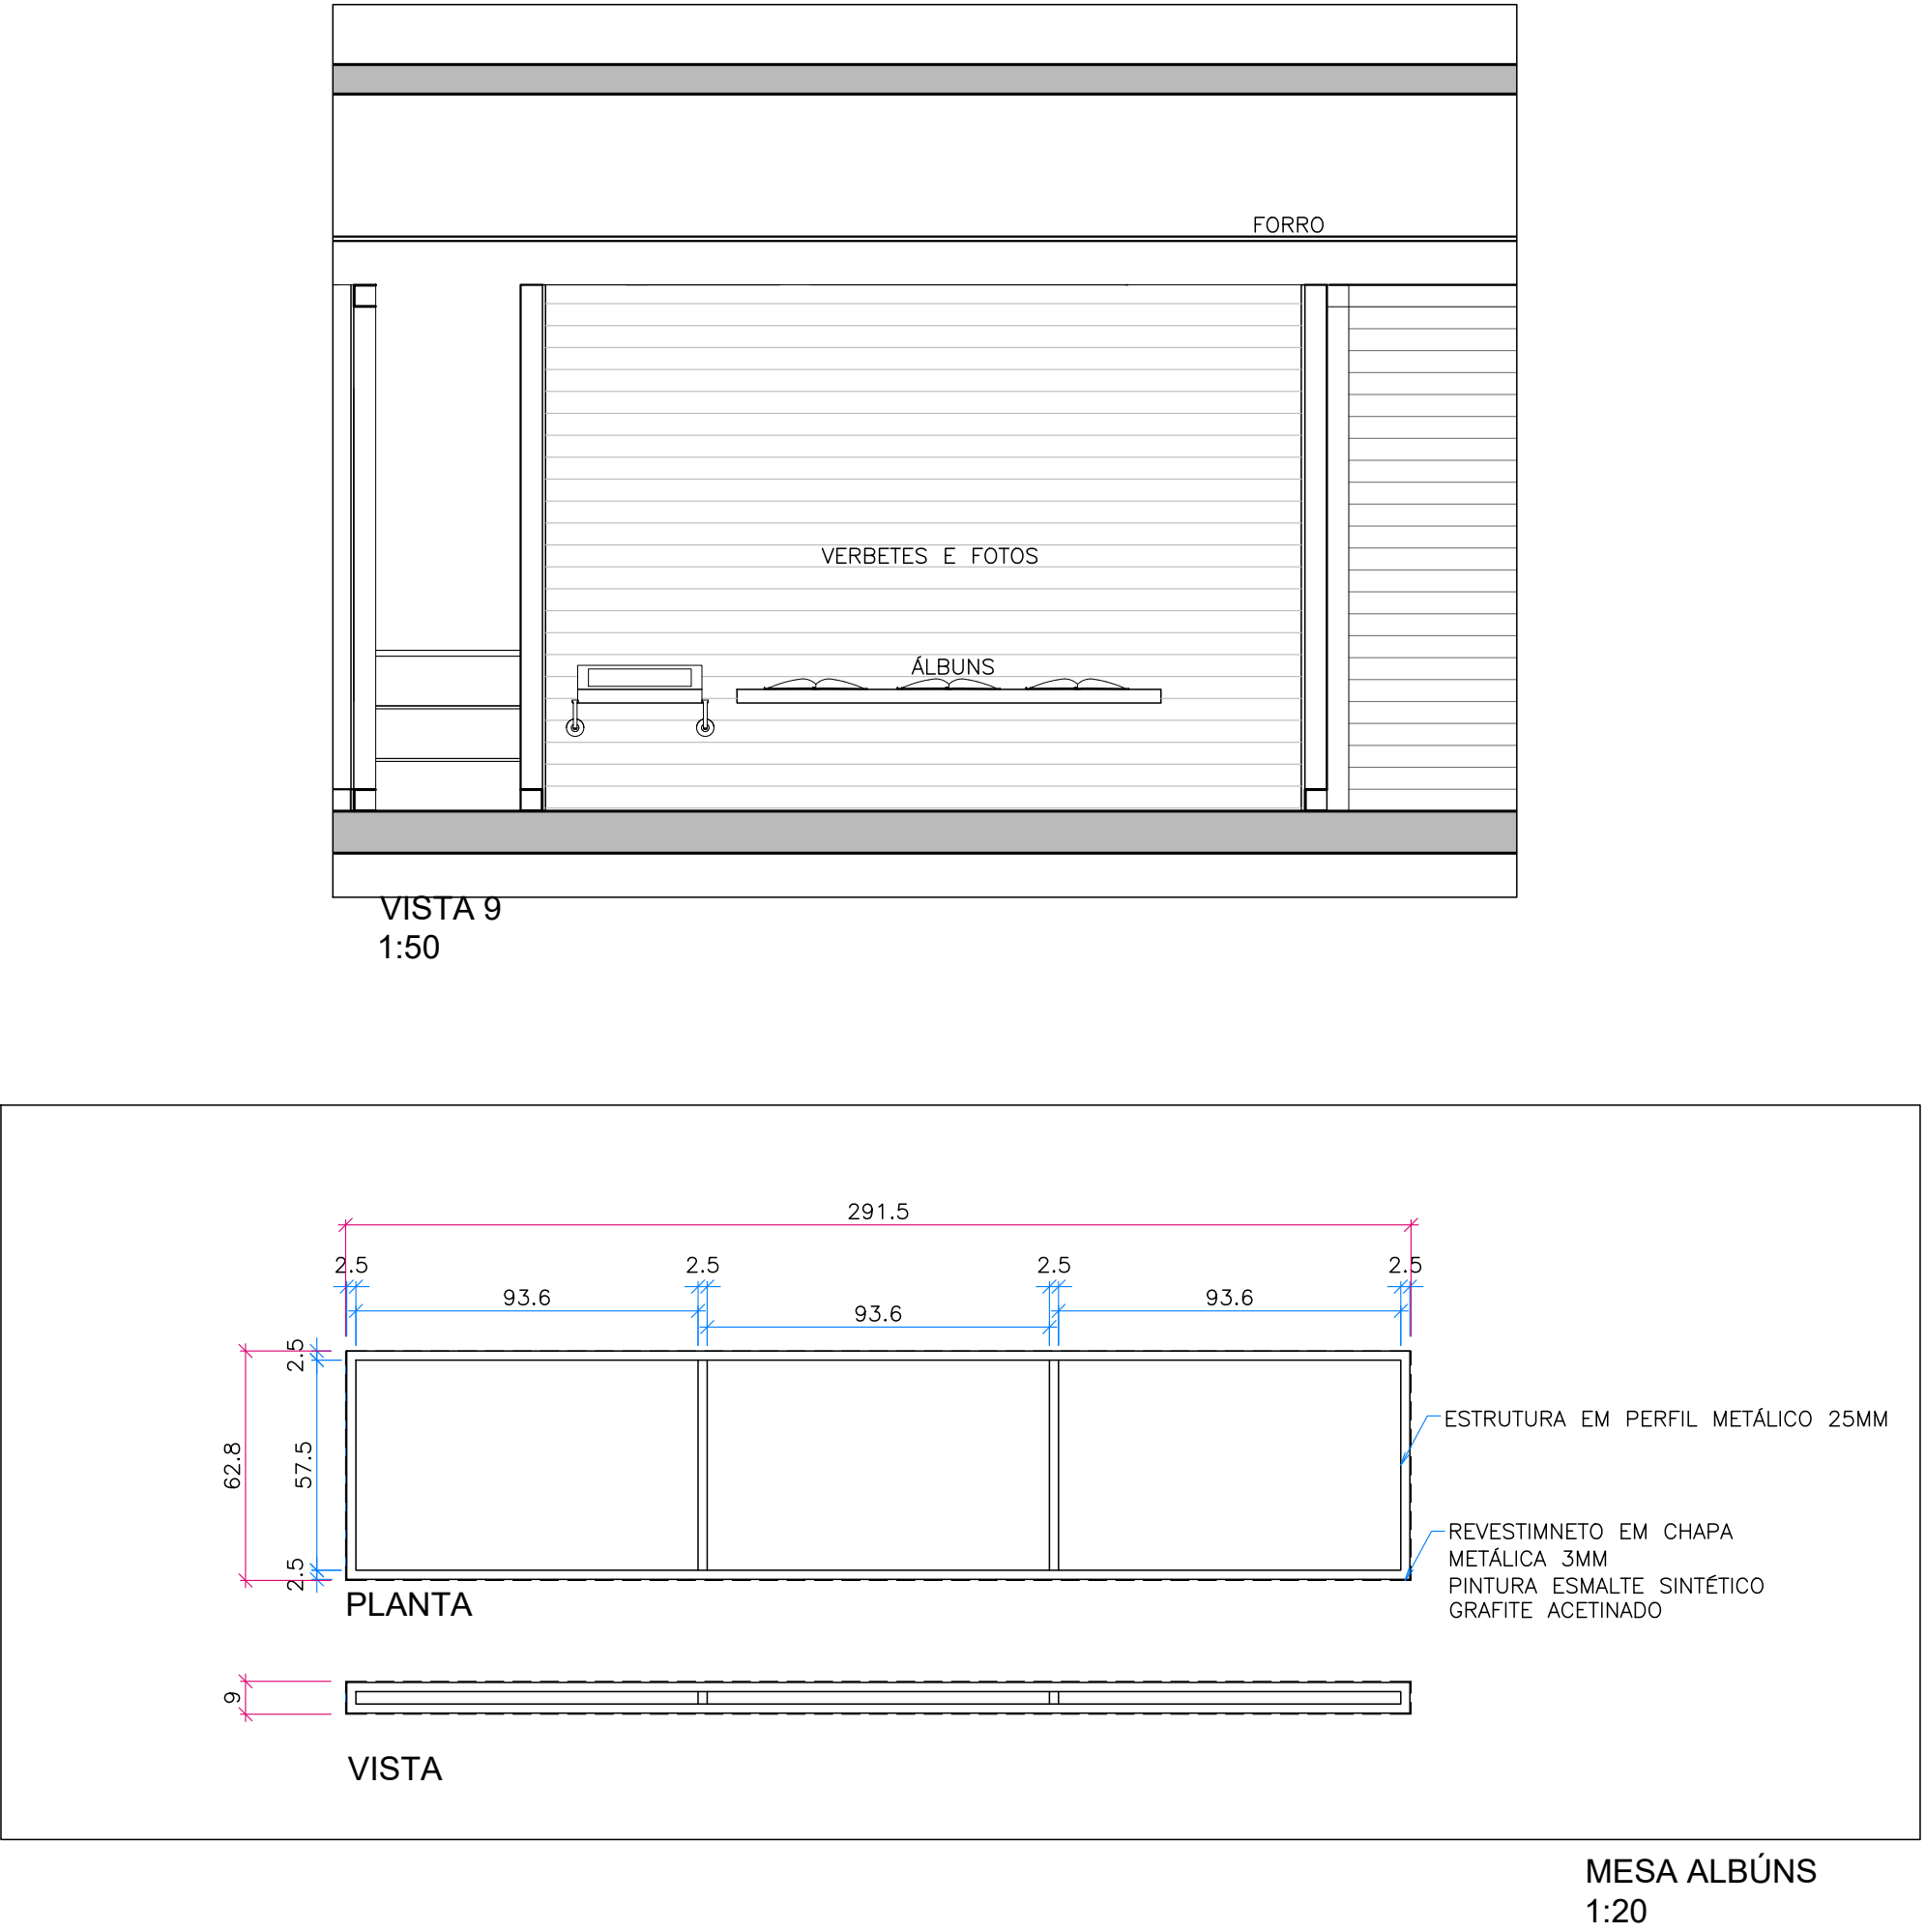 FORRO
VERBETES E FOTOS
ÁLBUNS
VISTA 9
1:50
291.5
2.5
2.5
2.5
2.5
93.6
93.6
93.6
2.5
62.8
57.5
2.5
ESTRUTURA EM PERFIL METÁLICO 25MM
REVESTIMNETO EM CHAPA
METÁLICA 3MM
PINTURA ESMALTE SINTÉTICO
GRAFITE ACETINADO
PLANTA
9
VISTA
MESA ALBÚNS
1:20